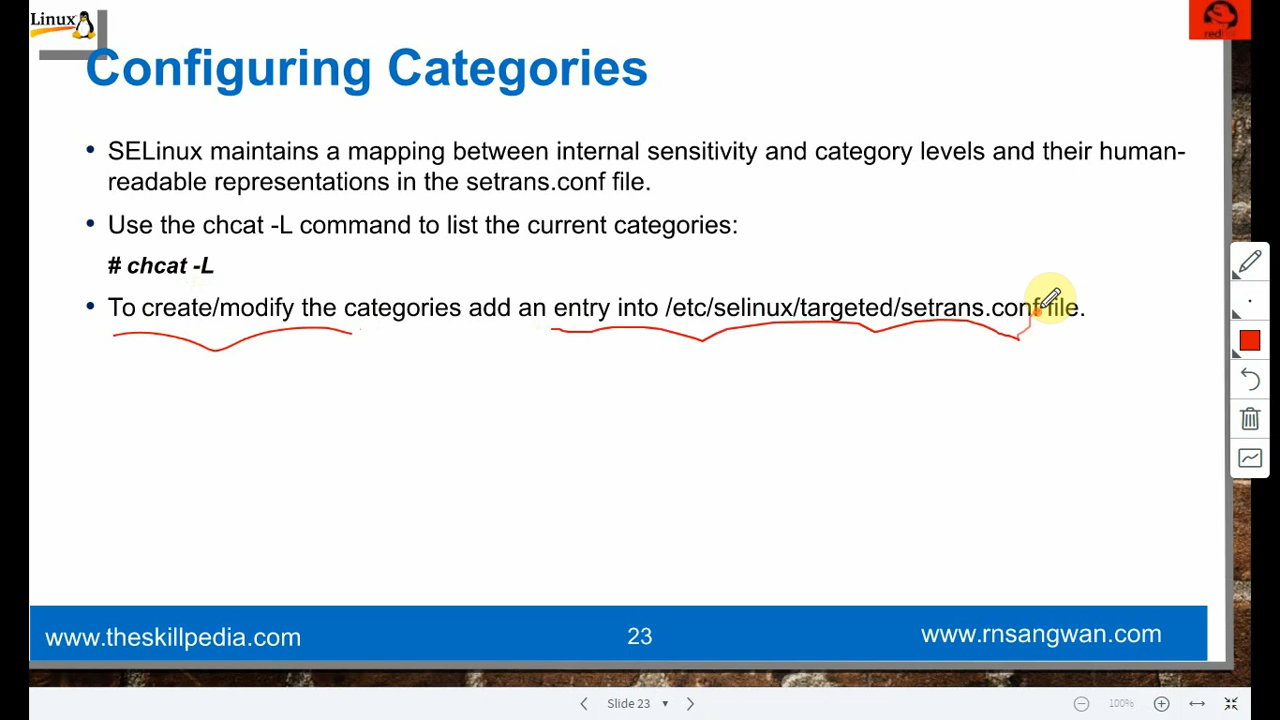 Linux
red
Configuring Categories
• SELinux maintains a mapping between internal sensitivity and category levels and their human-
readable representations in the setrans.conf file.
• Use the chcat -L command to list the current categories:
# chcat -L
• To create/modify the categories add an entry into /etc/selinux/targeted/setrans.conf file.
www.theskillpedia.com
23
www.rnsangwan.com
Slide 23
100%